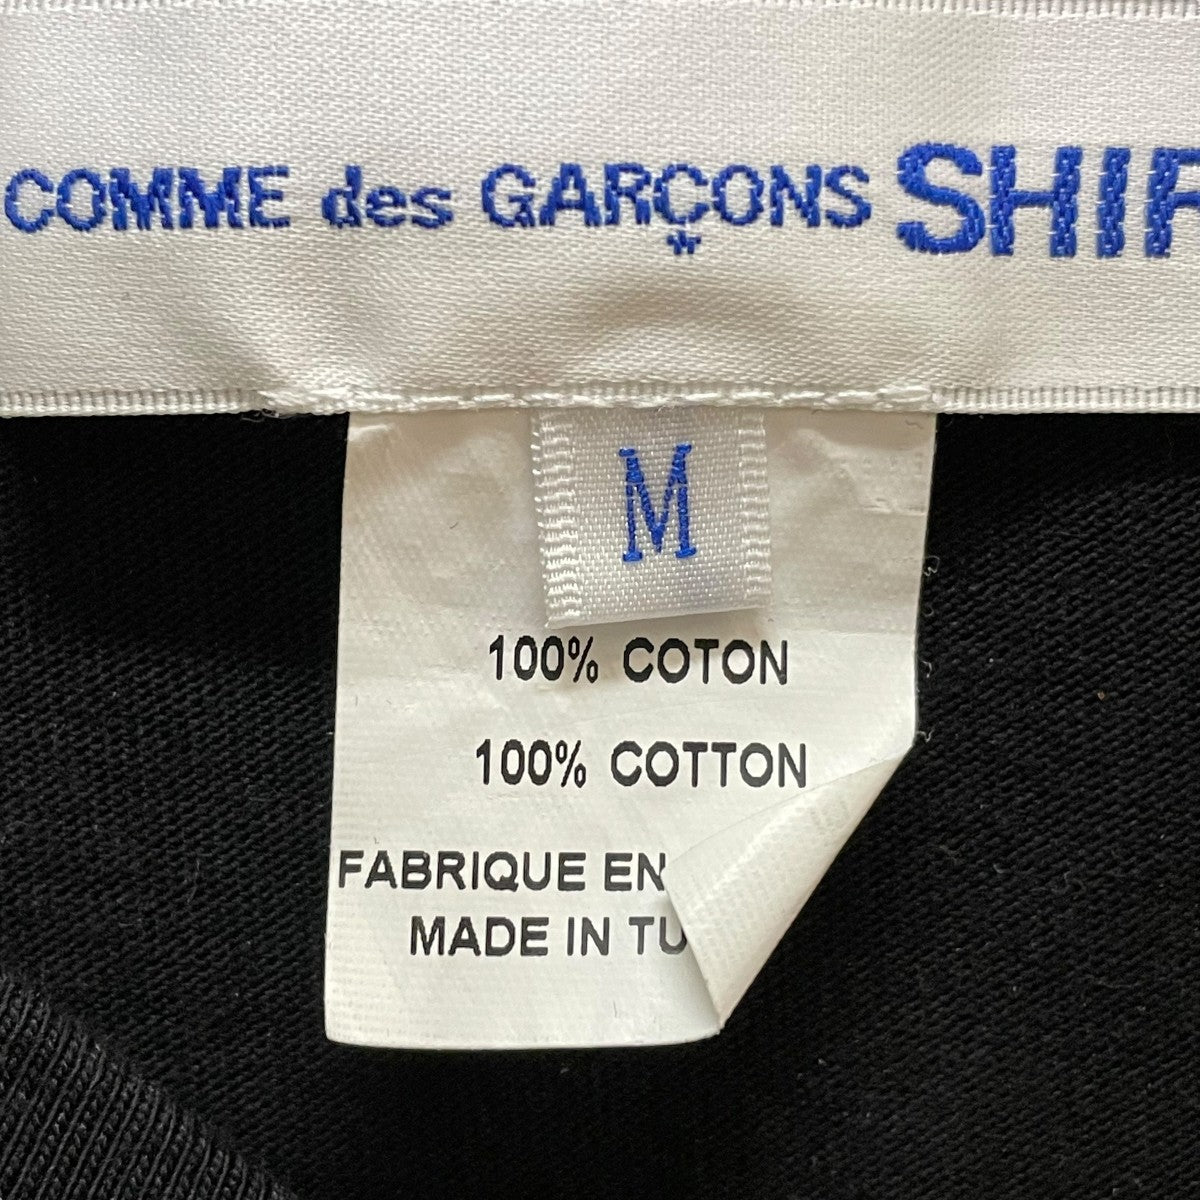 COMME des GARÇONS SHIR
M
100% COTON
100% COTTON
FABRIQUE EN
MADE IN TU